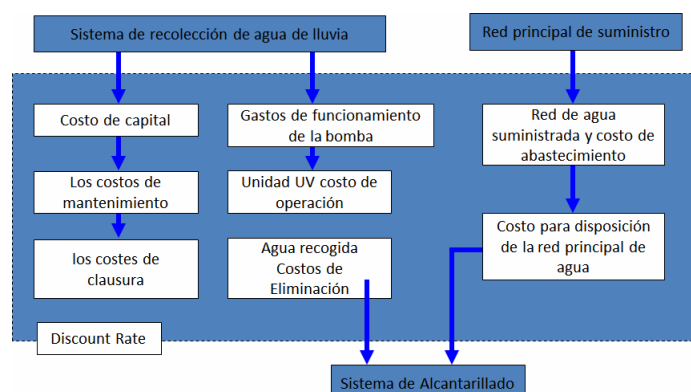 Sistema de recolección de agua de lluvia
Red principal de suministro
Costo de capital
Gastos de funcionamiento
de la bomba
Red de agua
suministrada y costo de
abastecimiento
Los costos de
mantenimiento
Unidad UV costo de
operación
los costes de
clausura
Agua recogida
Costos de
Eliminación
Costo para disposición
de la red principal de
agua
Discount Rate
Sistema de Alcantarillado